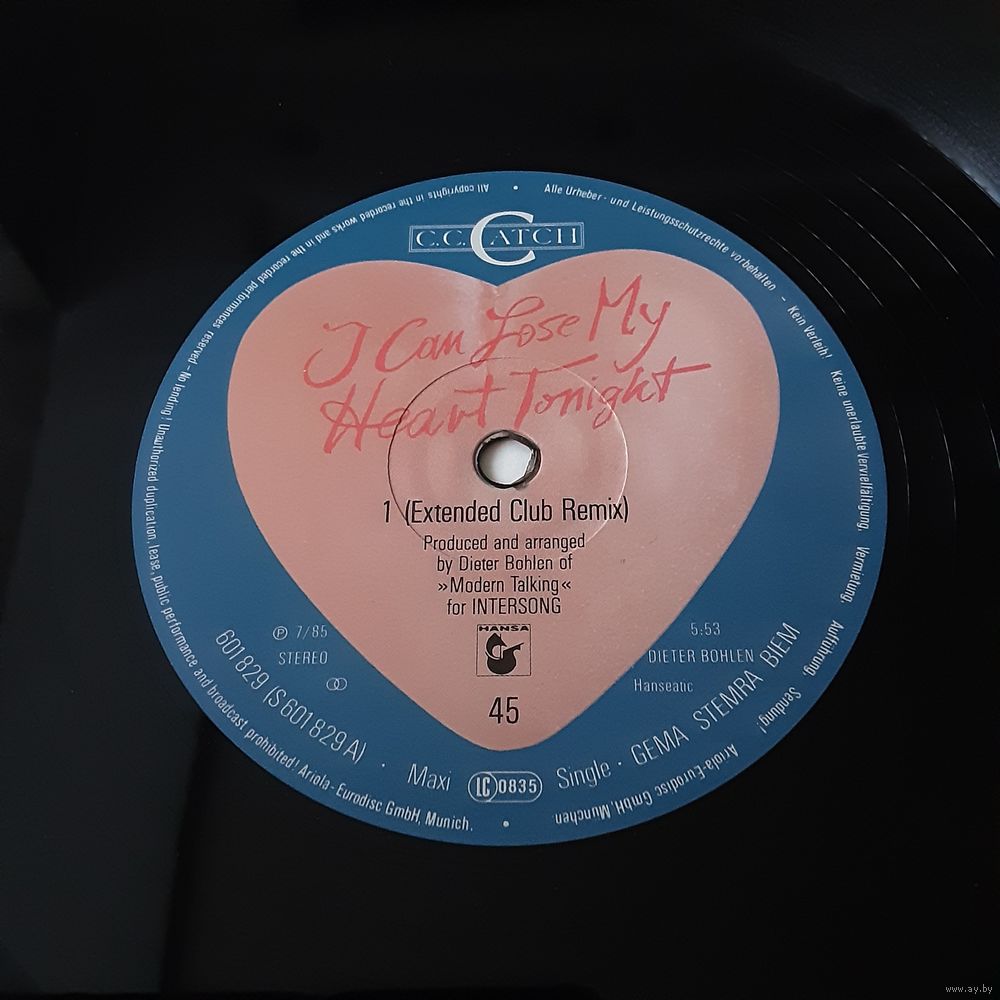 C.C. CATCH
I Can Lose My
Heart Tonight
1 (Extended Club Remix)
Produced and arranged
by Dieter Bohlen of
»Modern Talking«
for INTERSONG
HANSA
45
℗ 7/85
STEREO
5:53
DIETER BOHLEN
Hanseatic
601829 (S 601829 A) · Maxi LC 0835 Single · GEMA STEMRA BIEM
Alle Urheber- und Leistungsschutzrechte vorbehalten – Kein Verleih! Keine unerlaubte Vervielfältigung, Vermietung, Aufführung, Sendung! Ariola-Eurodisc GmbH, München
All copyrights in the recorded works and in the recorded performances reserved – No lending! Unauthorized duplication, lease, public performance and broadcast prohibited! Ariola-Eurodisc GmbH, Munich.
www.ay.by